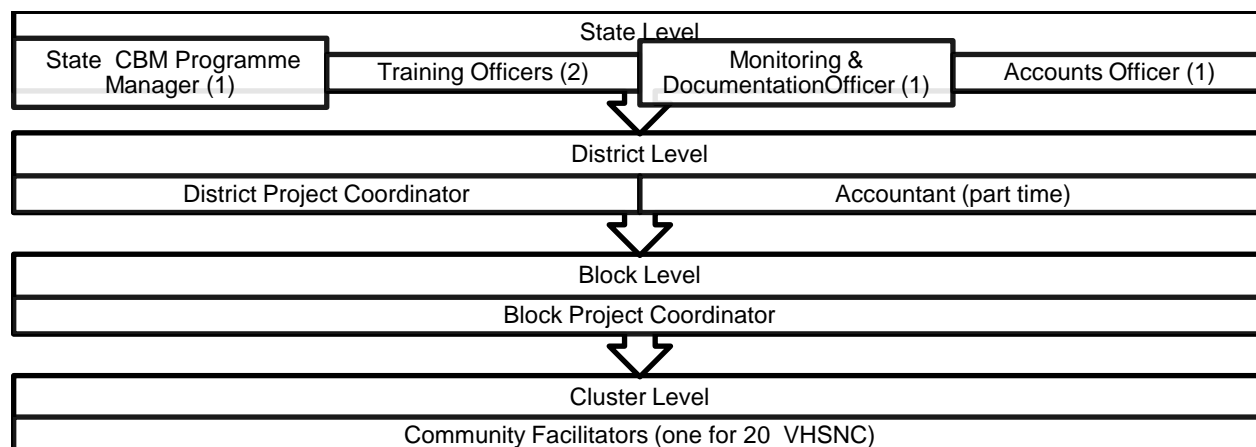 State Level
State CBM Programme
Manager (1)
Training Officers (2)
Monitoring &
DocumentationOfficer (1)
Accounts Officer (1)
District Level
District Project Coordinator
Accountant (part time)
Block Level
Block Project Coordinator
Cluster Level
Community Facilitators (one for 20 VHSNC)